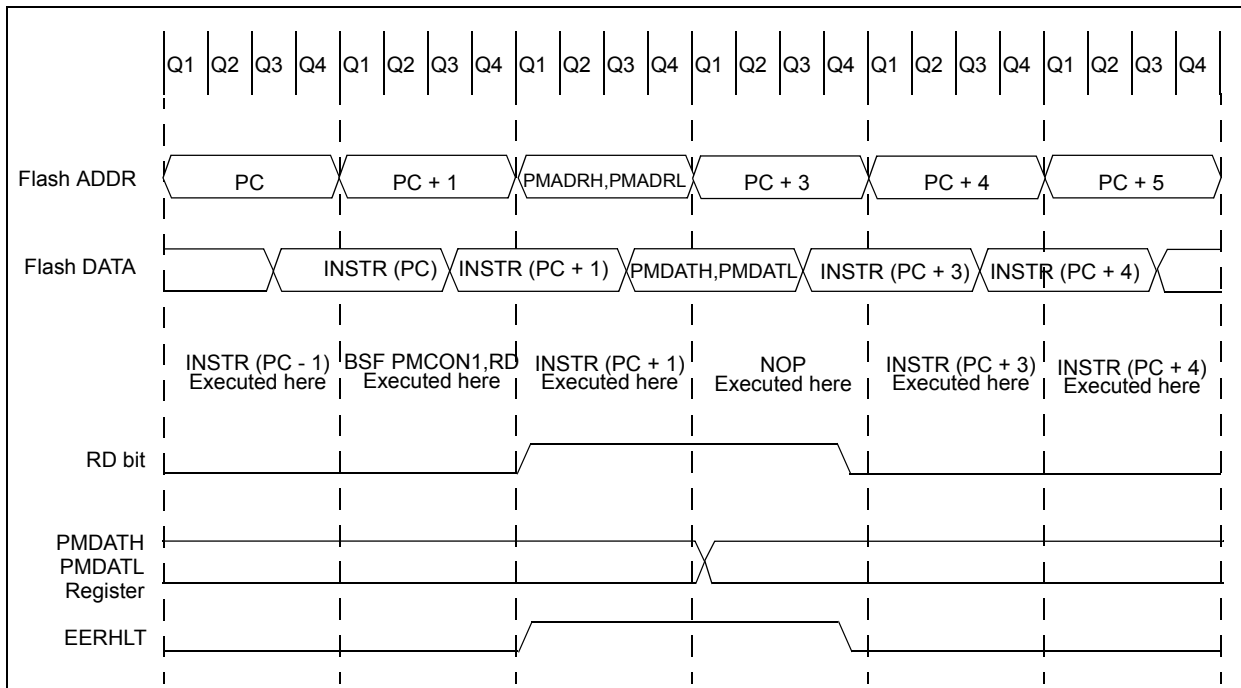 Q1 Q2 Q3 Q4 Q1 Q2 Q3 Q4 Q1 Q2 Q3 Q4 Q1 Q2 Q3 Q4 Q1 Q2 Q3 Q4 Q1 Q2 Q3 Q4
Flash ADDR PC PC + 1 PMADRH,PMADRL PC + 3 PC + 4 PC + 5
Flash DATA INSTR (PC) INSTR (PC + 1) PMDATH,PMDATL INSTR (PC + 3) INSTR (PC + 4)
INSTR (PC - 1)
Executed here
BSF PMCON1,RD
Executed here
INSTR (PC + 1)
Executed here
NOP
Executed here
INSTR (PC + 3)
Executed here
INSTR (PC + 4)
Executed here
RD bit
PMDATH
PMDATL
Register
EERHLT